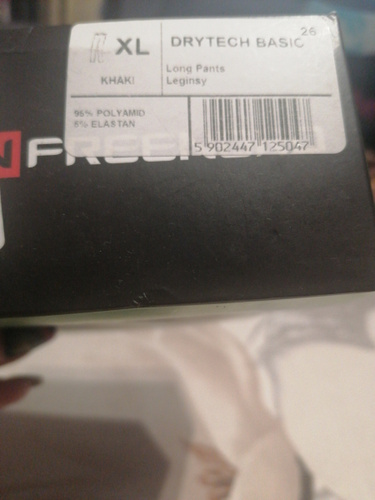 26
XL
DRYTECH BASIC
KHAKI
Long Pants
Leginsy
95% POLYAMID
5% ELASTAN
5 902447 125047